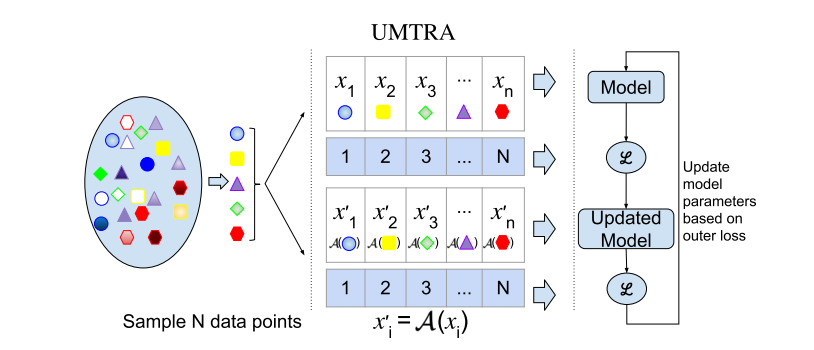 UMTRA
x₁ x₂ x₃ ... xₙ
1 2 3 ... N
x'₁ x'₂ x'₃ ... x'ₙ
𝒜( ) 𝒜( ) 𝒜( ) 𝒜( ) 𝒜( )
1 2 3 ... N
x'ᵢ = 𝒜(xᵢ)
Sample N data points
Model
ℒ
Updated
Model
ℒ
Update
model
parameters
based on
outer loss